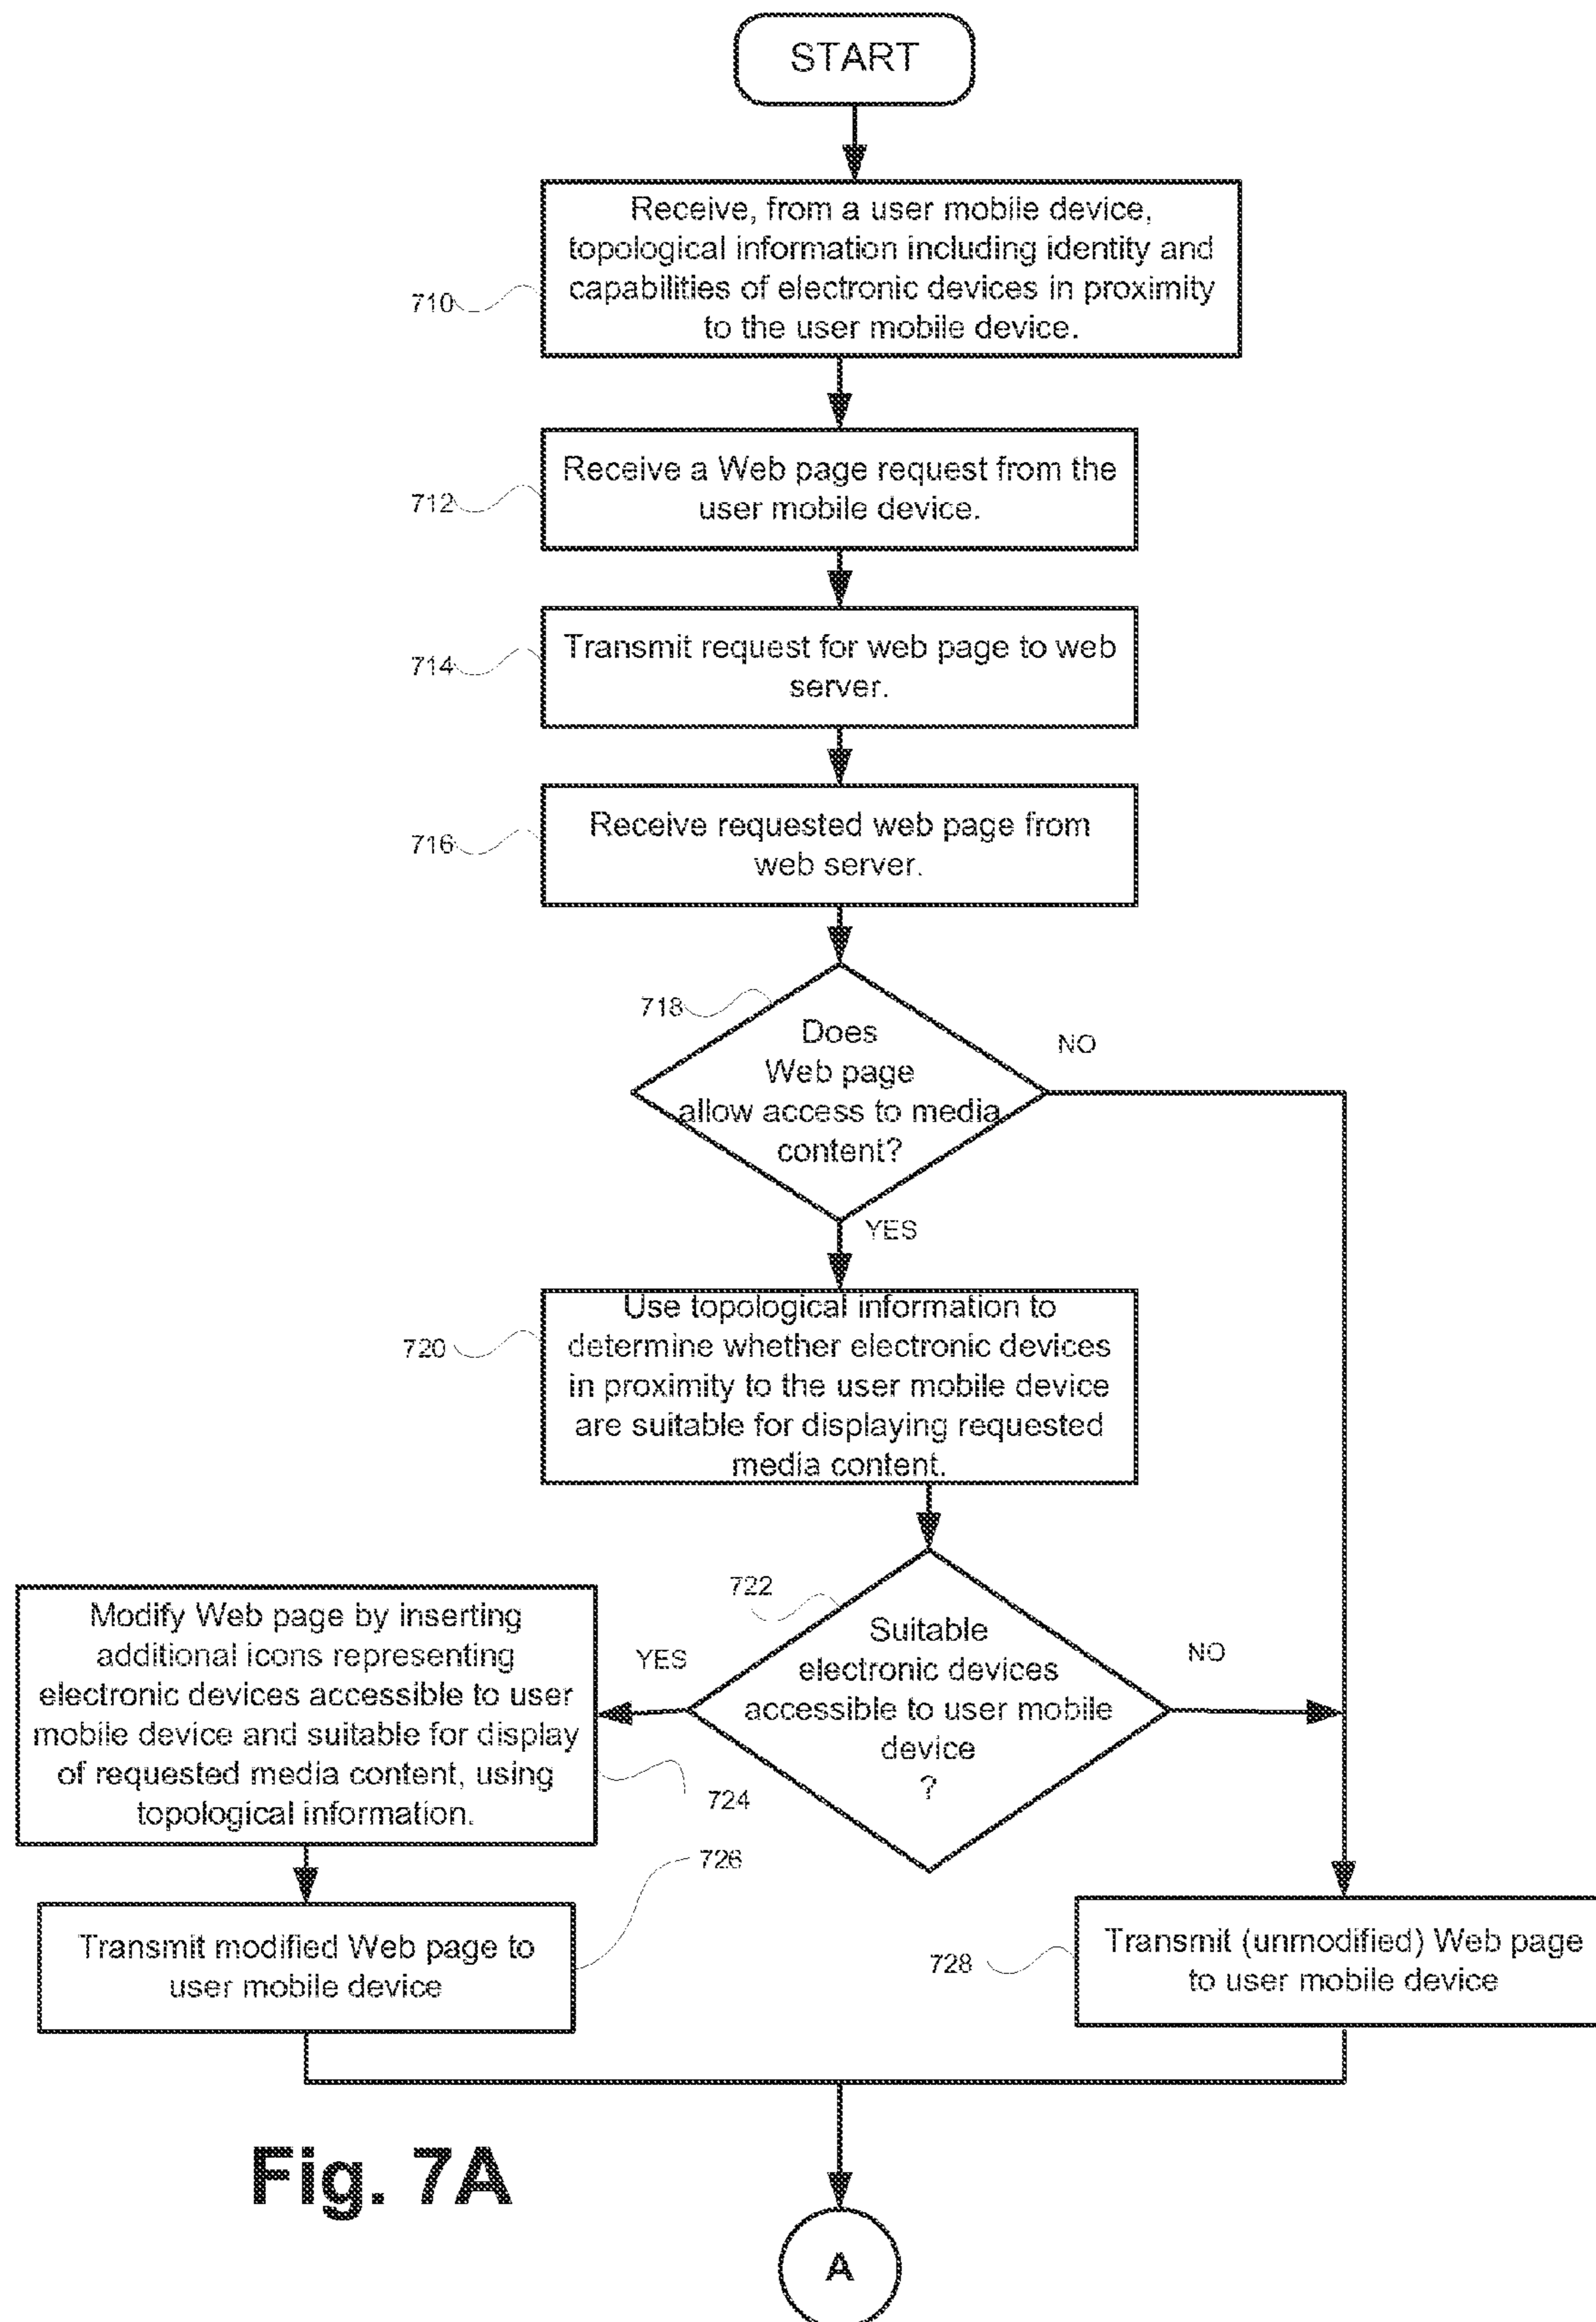 START
Receive, from a user mobile device,
topological information including identity and
capabilities of electronic devices in proximity
to the user mobile device.
710
Receive a Web page request from the
user mobile device.
712
Transmit request for web page to web
server.
714
Receive requested web page from
web server.
716
718
Does
Web page
allow access to media
content?
NO
YES
Use topological information to
determine whether electronic devices
in proximity to the user mobile device
are suitable for displaying requested
media content.
720
722
Suitable
electronic devices
accessible to user mobile
device
?
YES
NO
Modify Web page by inserting
additional icons representing
electronic devices accessible to user
mobile device and suitable for display
of requested media content, using
topological information.
724
726
Transmit modified Web page to
user mobile device
728
Transmit (unmodified) Web page
to user mobile device
Fig. 7A
A